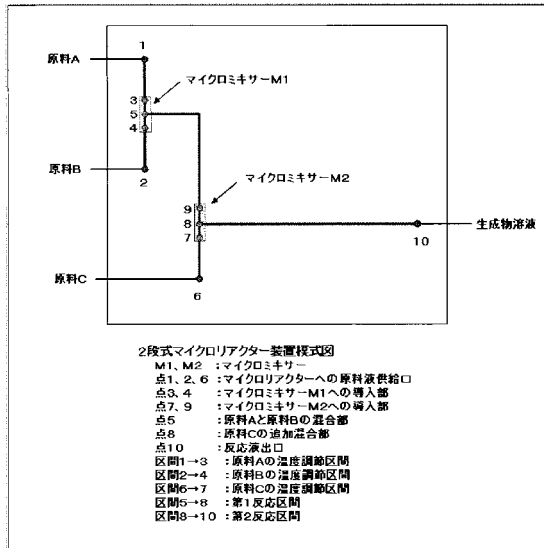 1
原料A
マイクロミキサーM1
3
5
4
原料B
2
マイクロミキサーM2
9
8
7
生成物溶液
10
原料C
6
2段式マイクロリアクター装置模式図
M1、M2 :マイクロミキサー
点1、2、6 :マイクロリアクターへの原料液供給口
点3、4 :マイクロミキサーM1への導入部
点7、9 :マイクロミキサーM2への導入部
点5 :原料Aと原料Bの混合部
点8 :原料Cの追加混合部
点10 :反応液出口
区間1→3 :原料Aの温度調節区間
区間2→4 :原料Bの温度調節区間
区間6→7 :原料Cの温度調節区間
区間5→8 :第1反応区間
区間8→10 :第2反応区間